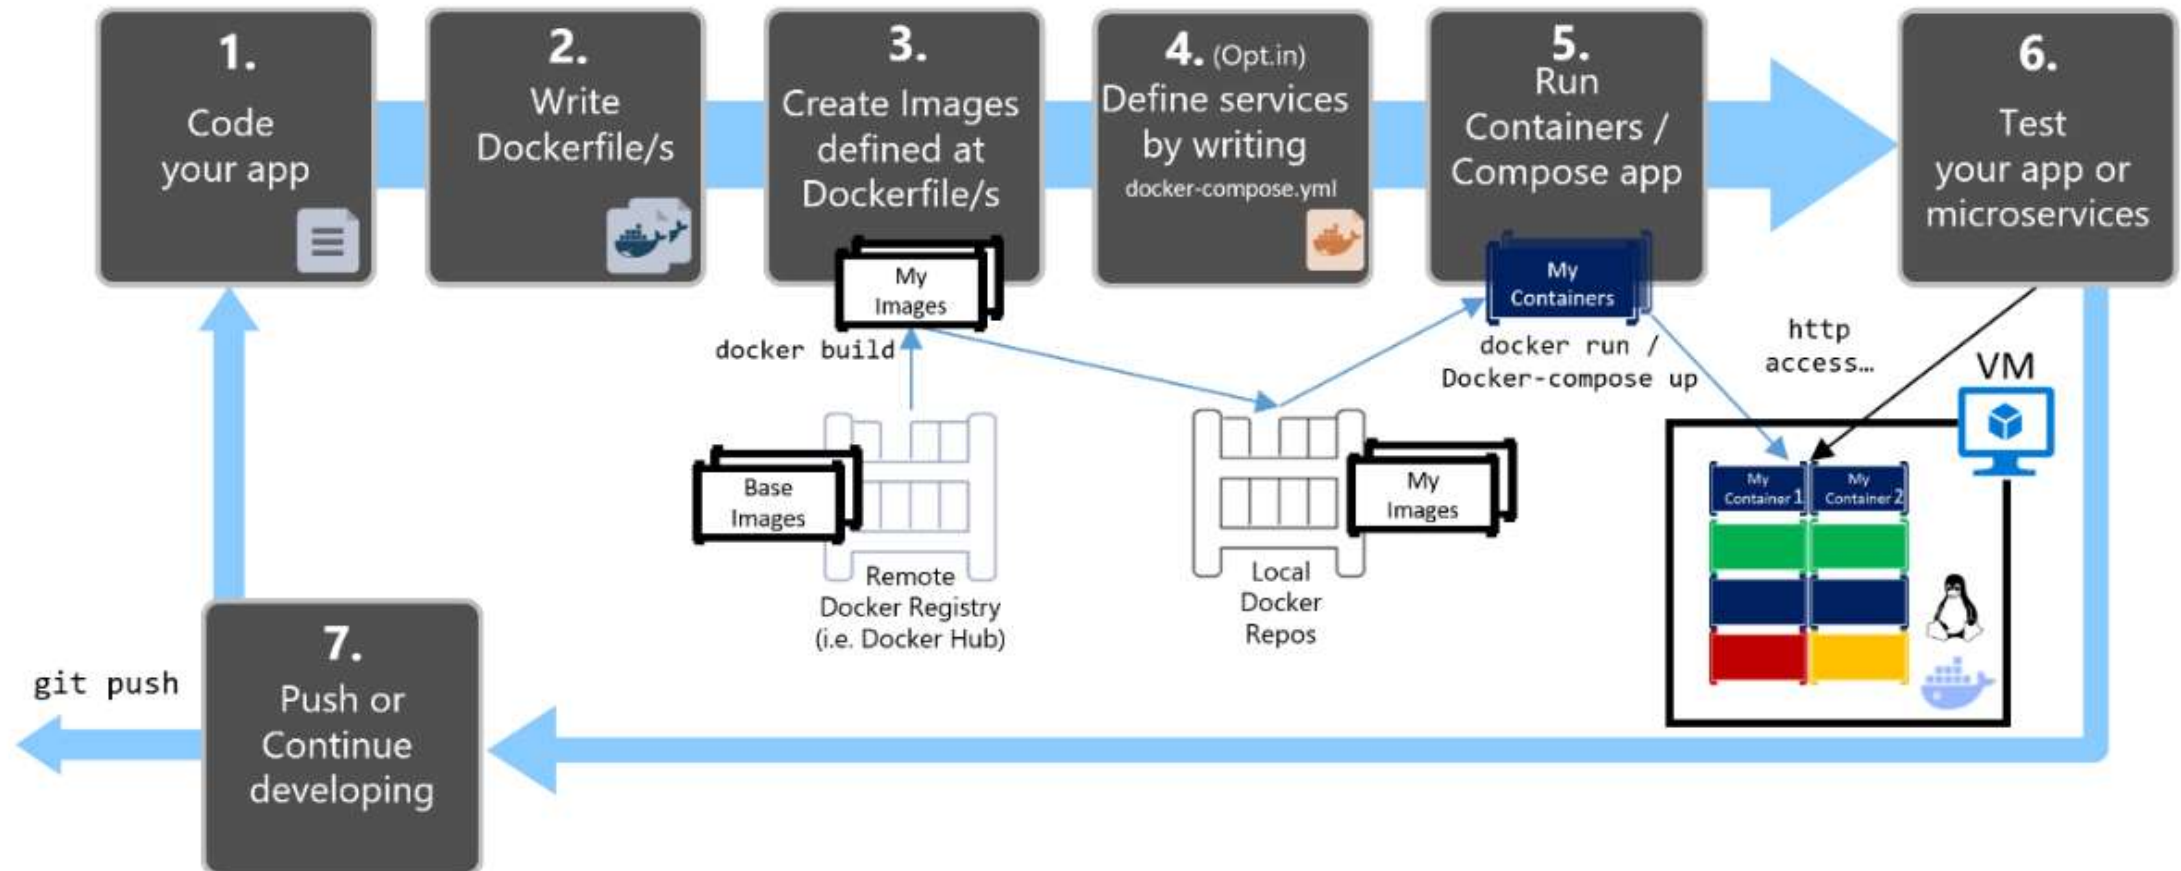 1.
Code
your app
2.
Write
Dockerfile/s
3.
Create Images
defined at
Dockerfile/s
My
Images
4. (Opt.in)
Define services
by writing
docker-compose.yml
5.
Run
Containers /
Compose app
My
Containers
6.
Test
your app or
microservices
docker build
docker run /
Docker-compose up
http
access…
VM
Base
Images
Remote
Docker Registry
(i.e. Docker Hub)
My
Images
Local
Docker
Repos
My
Container 1
My
Container 2
7.
Push or
Continue
developing
git push